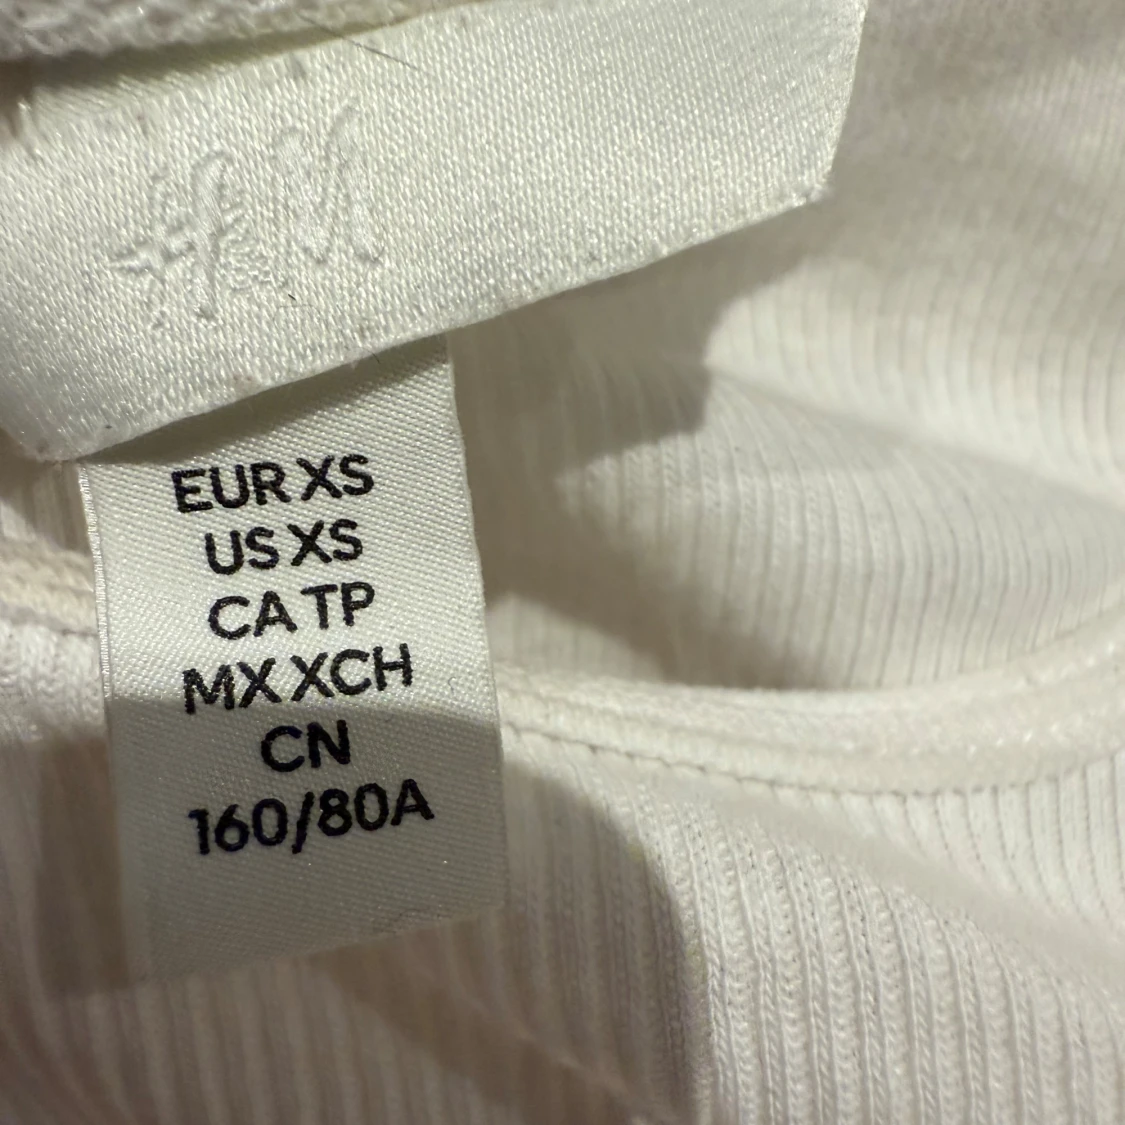 H&M
EUR XS
US XS
CA TP
MX XCH
CN
160/80A